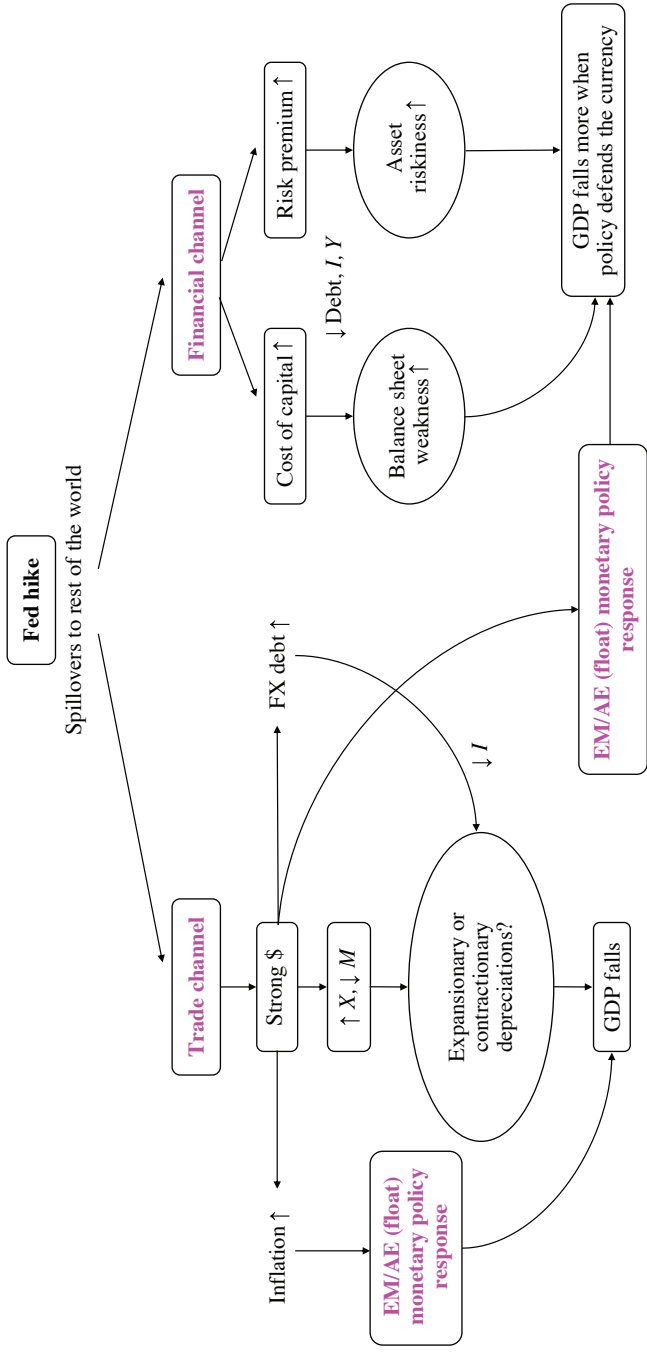 Fed hike
Spillovers to rest of the world
Trade channel
Financial channel
Strong $
Inflation ↑
FX debt ↑
Cost of capital ↑
Risk premium ↑
↑ X, ↓ M
↓ Debt, I, Y
EM/AE (float)
monetary policy
response
Expansionary or
contractionary
depreciations?
↓ I
Balance sheet
weakness ↑
Asset
riskiness ↑
GDP falls
EM/AE (float) monetary policy
response
GDP falls more when
policy defends the currency